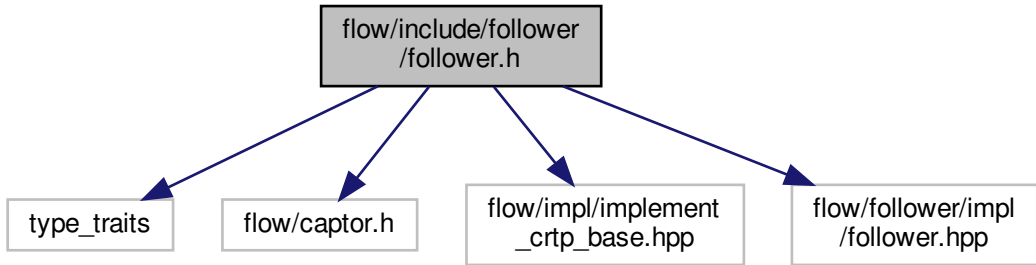 flow/include/follower
/follower.h
type_traits
flow/captor.h
flow/impl/implement
_crtp_base.hpp
flow/follower/impl
/follower.hpp